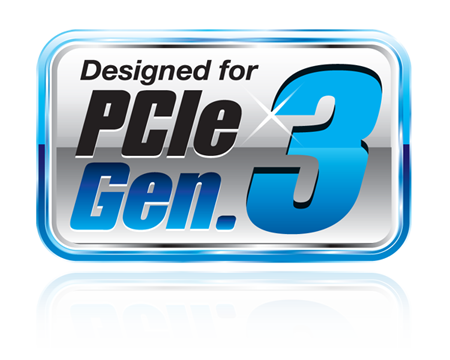 Designed for
PCIe
Gen. 3